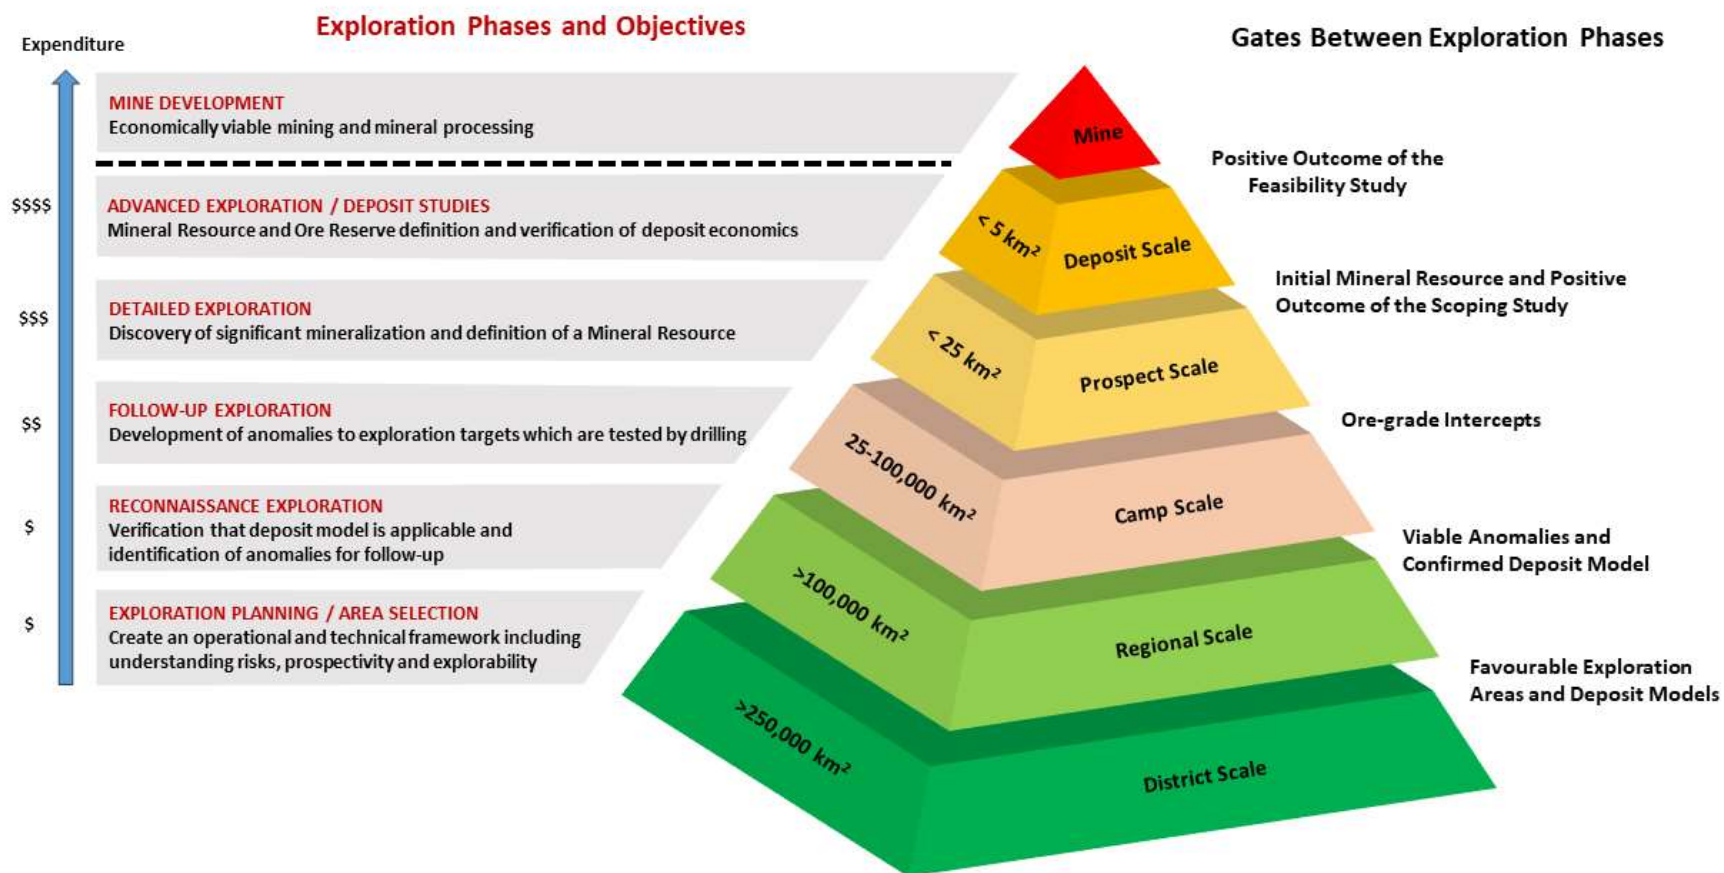 Exploration Phases and Objectives
Gates Between Exploration Phases
Expenditure
MINE DEVELOPMENT
Economically viable mining and mineral processing
Mine
Positive Outcome of the
Feasibility Study
$$$$
ADVANCED EXPLORATION / DEPOSIT STUDIES
Mineral Resource and Ore Reserve definition and verification of deposit economics
< 5 km²
Deposit Scale
Initial Mineral Resource and Positive
Outcome of the Scoping Study
$$$
DETAILED EXPLORATION
Discovery of significant mineralization and definition of a Mineral Resource
< 25 km²
Prospect Scale
Ore-grade Intercepts
$$
FOLLOW-UP EXPLORATION
Development of anomalies to exploration targets which are tested by drilling
25-100,000 km²
Camp Scale
Viable Anomalies and
Confirmed Deposit Model
$
RECONNAISSANCE EXPLORATION
Verification that deposit model is applicable and
identification of anomalies for follow-up
>100,000 km²
Regional Scale
Favourable Exploration
Areas and Deposit Models
$
EXPLORATION PLANNING / AREA SELECTION
Create an operational and technical framework including
understanding risks, prospectivity and explorability
>250,000 km²
District Scale